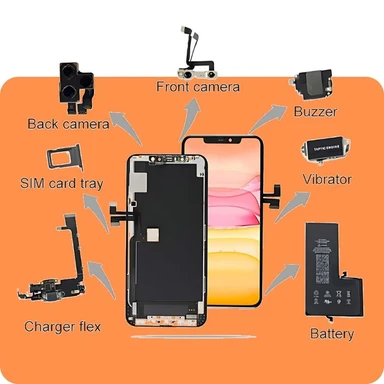 Front camera
Back camera
Buzzer
SIM card tray
Vibrator
Charger flex
Battery